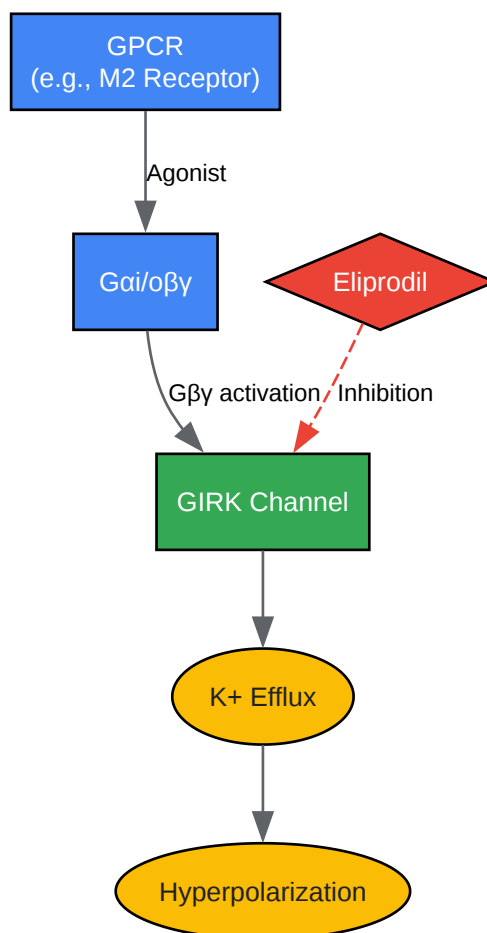 GPCR
(e.g., M2 Receptor)
Agonist
Gαi/oβγ
Eliprodil
Gβγ activation
Inhibition
GIRK Channel
K+ Efflux
Hyperpolarization